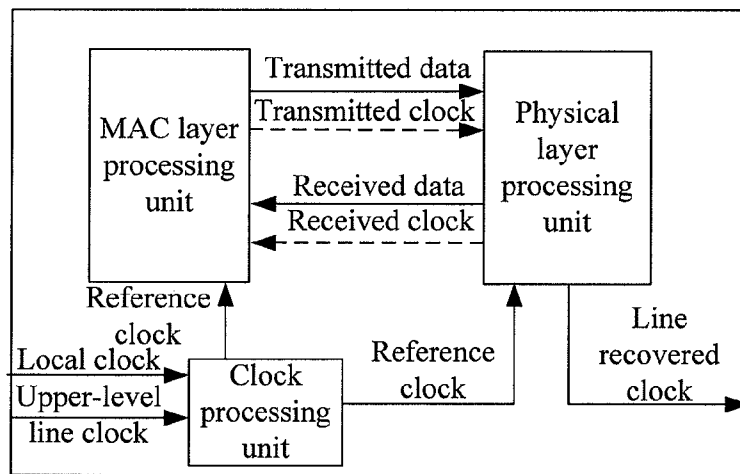 Transmitted data
Transmitted clock
MAC layer
processing
unit
Physical
layer
processing
unit
Received data
Received clock
Reference
clock
Local clock
Upper-level
line clock
Clock
processing
unit
Reference
clock
Line
recovered
clock